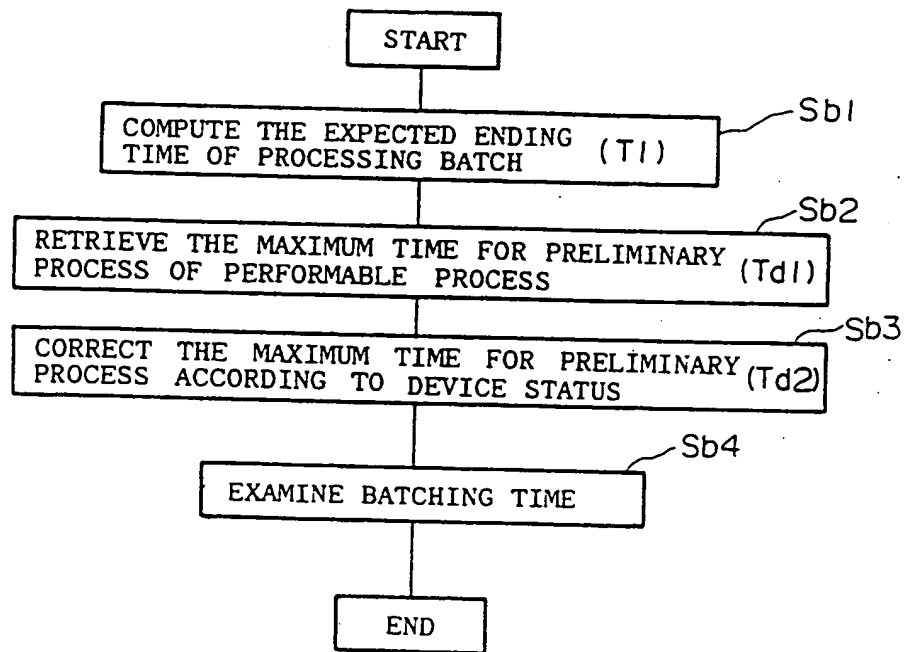 START
Sb1
COMPUTE THE EXPECTED ENDING
TIME OF PROCESSING BATCH (T1)
Sb2
RETRIEVE THE MAXIMUM TIME FOR PRELIMINARY
PROCESS OF PERFORMABLE PROCESS (Td1)
Sb3
CORRECT THE MAXIMUM TIME FOR PRELIMINARY
PROCESS ACCORDING TO DEVICE STATUS (Td2)
Sb4
EXAMINE BATCHING TIME
END